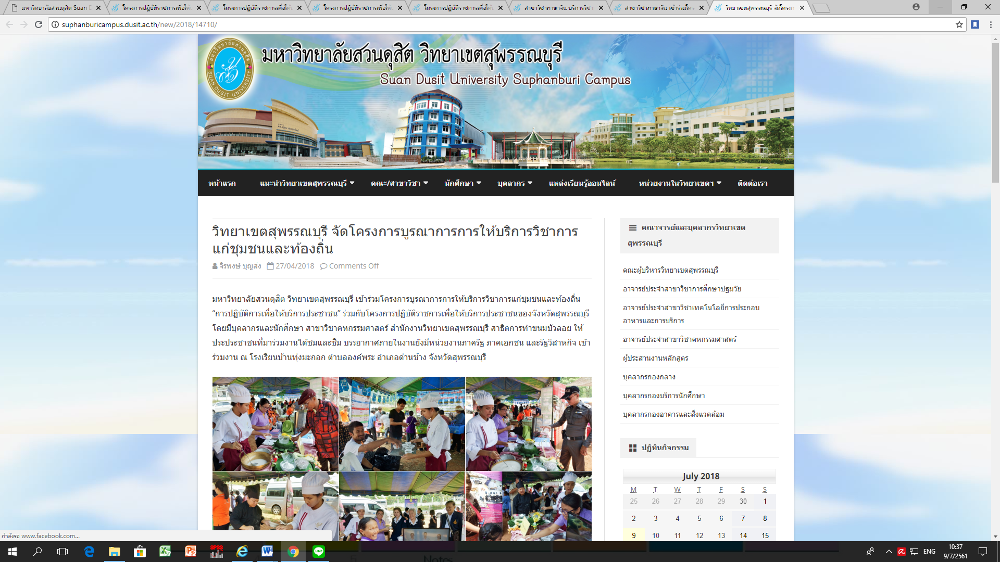 มหาวิทยาลัยสวนดุสิต Suan D
โครงการปฏิบัติราชการเพื่อให้บ
โครงการปฏิบัติราชการเพื่อให้บ
โครงการปฏิบัติราชการเพื่อให้บ
โครงการปฏิบัติราชการเพื่อให้บ
สาขาวิชาภาษาจีน บริการวิชา
สาขาวิชาภาษาจีน เข้าร่วมโคร
วิทยาเขตสุพรรณบุรี จัดโครงก
suphanburicampus.dusit.ac.th/new/2018/14710/
มหาวิทยาลัยสวนดุสิต
SUAN DUSIT UNIVERSITY
มหาวิทยาลัยสวนดุสิต วิทยาเขตสุพรรณบุรี
Suan Dusit University Suphanburi Campus
หน้าแรก แนะนำวิทยาเขตสุพรรณบุรี คณะ/สาขาวิชา นักศึกษา บุคลากร แหล่งเรียนรู้ออนไลน์ หน่วยงานในวิทยาเขตฯ ติดต่อเรา
วิทยาเขตสุพรรณบุรี จัดโครงการบูรณาการการให้บริการวิชาการ
แก่ชุมชนและท้องถิ่น
จิรพงษ์ บุญส่ง 27/04/2018 Comments Off
มหาวิทยาลัยสวนดุสิต วิทยาเขตสุพรรณบุรี เข้าร่วมโครงการบูรณาการการให้บริการวิชาการแก่ชุมชนและท้องถิ่น
“การปฏิบัติการเพื่อให้บริการประชาชน” ร่วมกับโครงการปฏิบัติราชการเพื่อให้บริการประชาชนของจังหวัดสุพรรณบุรี
โดยมีบุคลากรและนักศึกษา สาขาวิชาคหกรรมศาสตร์ สำนักงานวิทยาเขตสุพรรณบุรี สาธิตการทำขนมบัวลอย ให้
ประประชาชนที่มาร่วมงานได้ชมและชิม บรรยากาศภายในงานยังมีหน่วยงานภาครัฐ ภาคเอกชน และรัฐวิสาหกิจ เข้า
ร่วมงาน ณ โรงเรียนบ้านทุ่งมะกอก ตำบลองค์พระ อำเภอด่านช้าง จังหวัดสุพรรณบุรี
คณาจารย์และบุคลากรวิทยาเขต
สุพรรณบุรี
คณะผู้บริหารวิทยาเขตสุพรรณบุรี
อาจารย์ประจำสาขาวิชาการศึกษาปฐมวัย
อาจารย์ประจำสาขาวิชาเทคโนโลยีการประกอบ
อาหารและการบริการ
อาจารย์ประจำสาขาวิชาคหกรรมศาสตร์
ผู้ประสานงานหลักสูตร
บุคลากรกองกลาง
บุคลากรกองบริการนักศึกษา
บุคลากรกองอาคารและสิ่งแวดล้อม
ปฏิทินกิจกรรม
July 2018
M T W T F S S
25 26 27 28 29 30 1
2 3 4 5 6 7 8
9 10 11 12 13 14 15
กำลังรอ www.facebook.com...
SPSS
Notes
ENG
10:37
9/7/2561